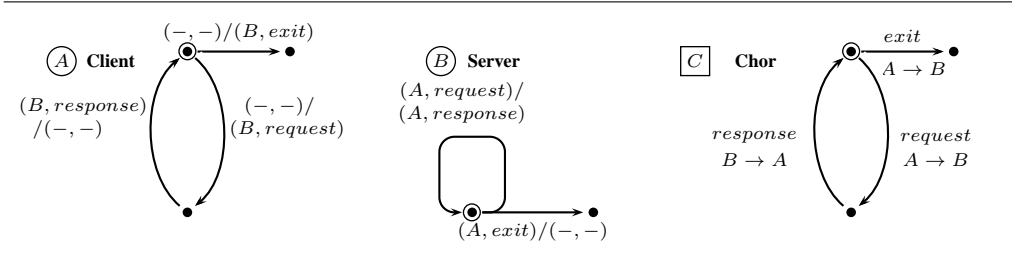 (−, −)/(B, exit)
A Client
(B, response)
/(−, −)
(−, −)/
(B, request)
B Server
(A, request)/
(A, response)
(A, exit)/(−, −)
C Chor
exit
A → B
response
B → A
request
A → B